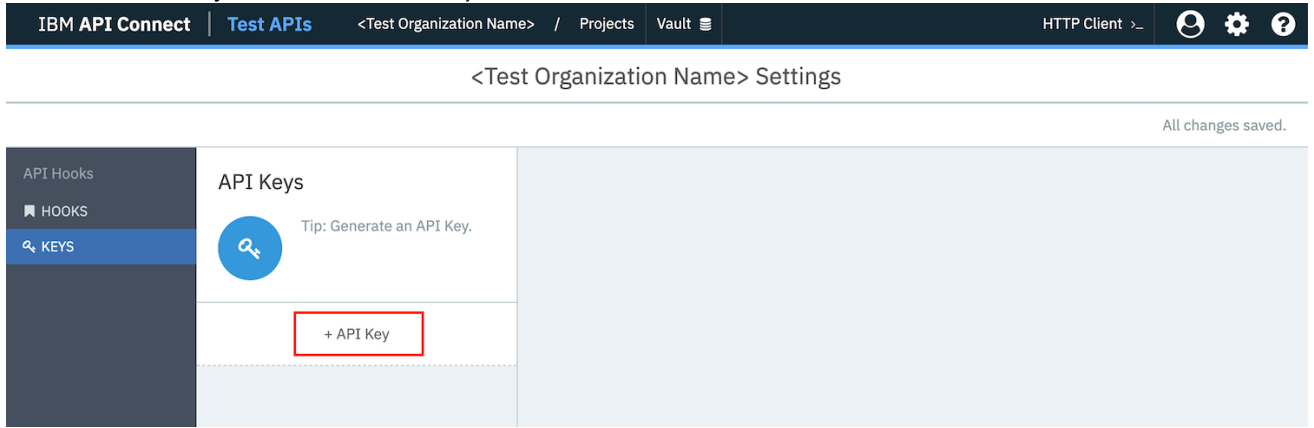 IBM API Connect Test APIs <Test Organization Name> / Projects Vault HTTP Client >_
<Test Organization Name> Settings
All changes saved.
API Hooks
HOOKS
KEYS
API Keys
Tip: Generate an API Key.
+ API Key